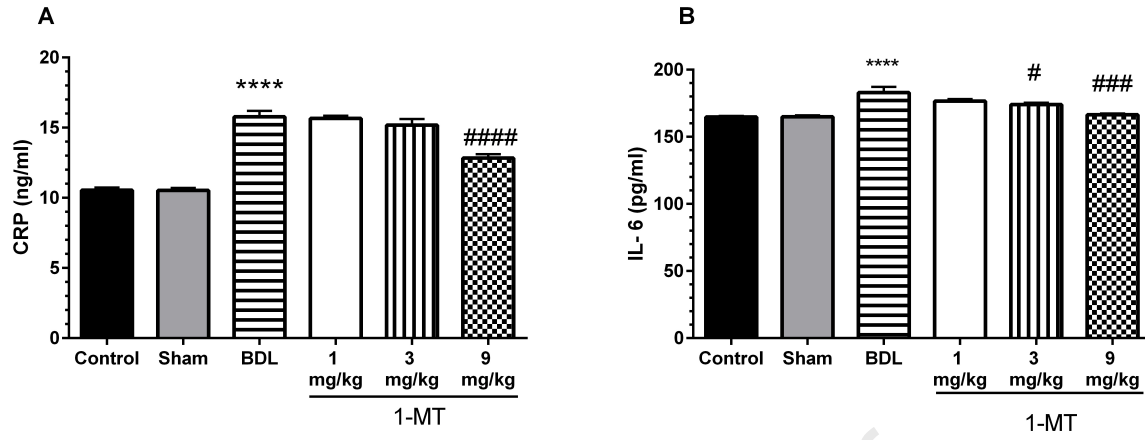 A
CRP (ng/ml)
20
15
10
5
0
****
####
Control Sham BDL 1 3 9
mg/kg mg/kg mg/kg
1-MT
B
IL- 6 (pg/ml)
200
150
100
50
0
****
#
###
Control Sham BDL 1 3 9
mg/kg mg/kg mg/kg
1-MT